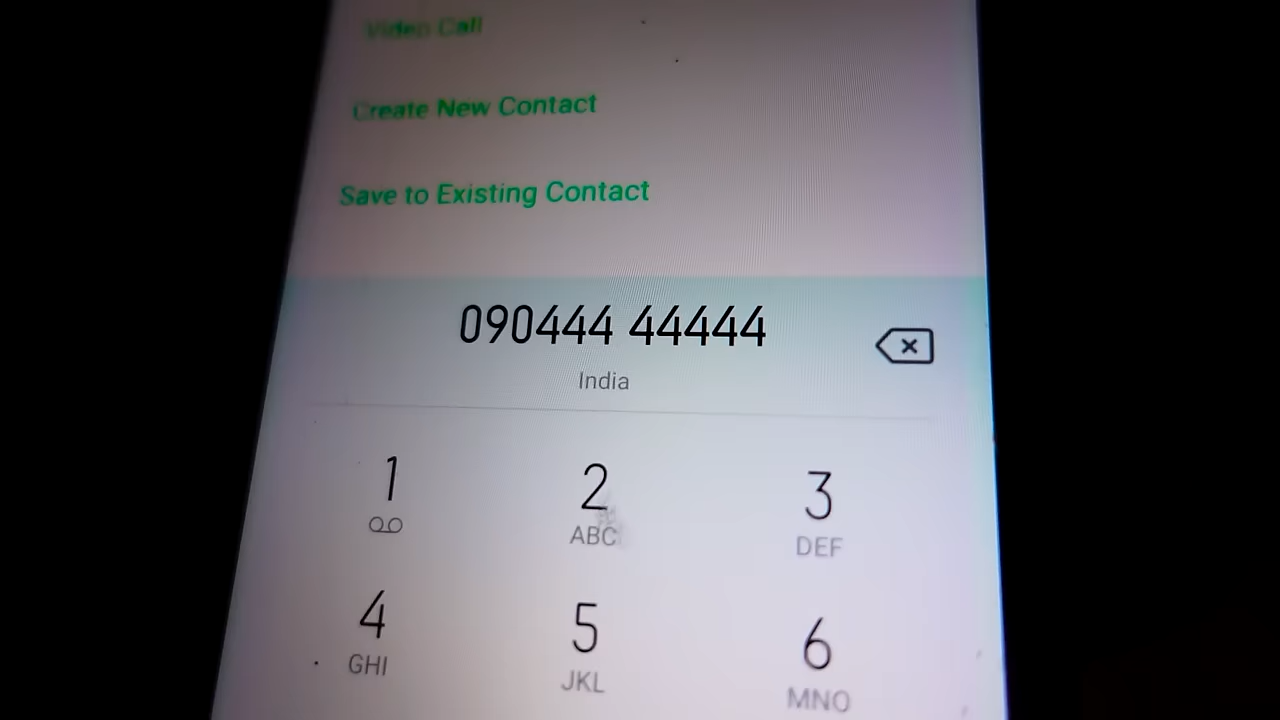 Video Call
Create New Contact
Save to Existing Contact
090444 44444
India
1 2 3
ABC DEF
4 5 6
GHI JKL MNO